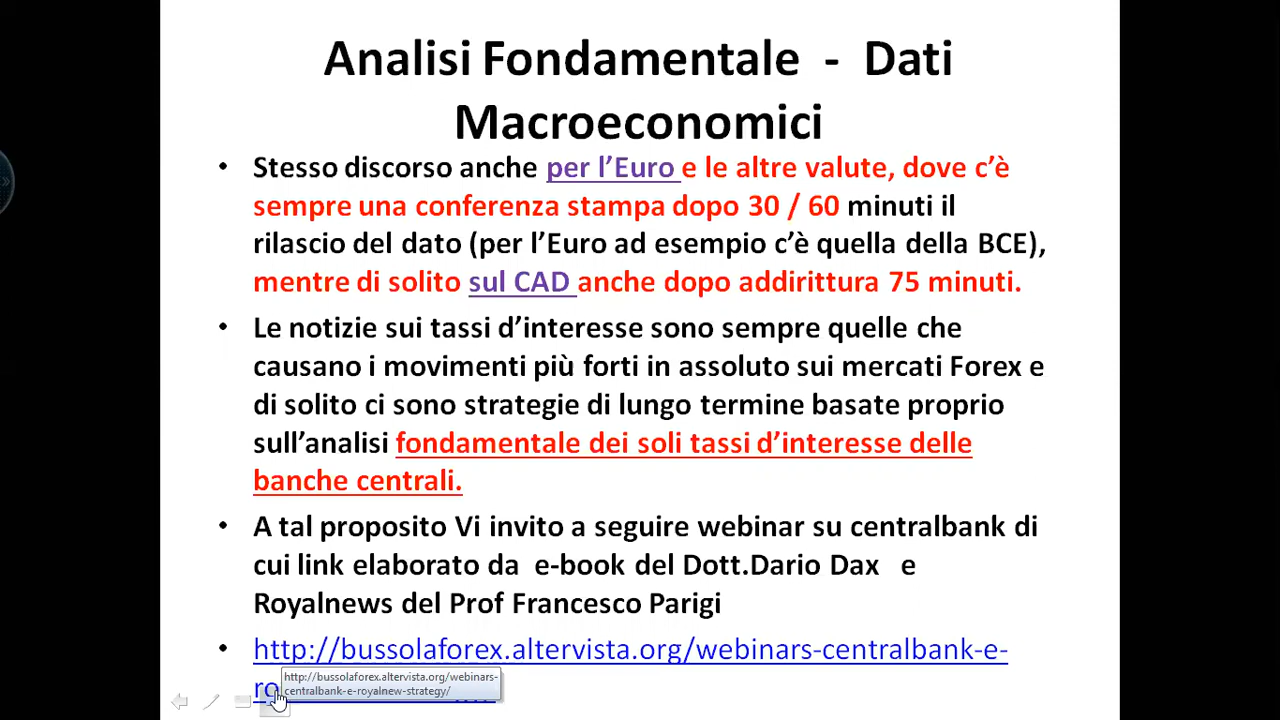 Analisi Fondamentale - Dati
Macroeconomici
• Stesso discorso anche per l’Euro e le altre valute, dove c’è
sempre una conferenza stampa dopo 30 / 60 minuti il
rilascio del dato (per l’Euro ad esempio c’è quella della BCE),
mentre di solito sul CAD anche dopo addirittura 75 minuti.
• Le notizie sui tassi d’interesse sono sempre quelle che
causano i movimenti più forti in assoluto sui mercati Forex e
di solito ci sono strategie di lungo termine basate proprio
sull’analisi fondamentale dei soli tassi d’interesse delle
banche centrali.
• A tal proposito Vi invito a seguire webinar su centralbank di
cui link elaborato da e-book del Dott.Dario Dax e
Royalnews del Prof Francesco Parigi
• http://bussolaforex.altervista.org/webinars-centralbank-e-
http://bussolaforex.altervista.org/webinars-
centralbank-e-royalnew-strategy/